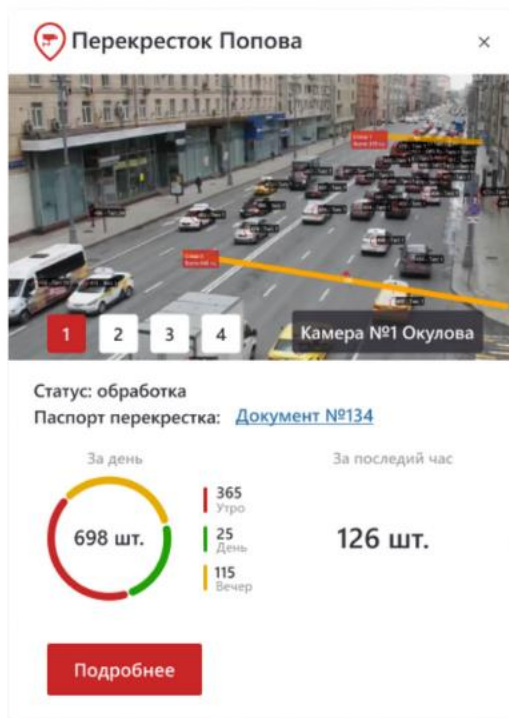 Перекресток Попова
×
1 2 3 4
Камера №1 Окулова
Статус: обработка
Паспорт перекрестка: Документ №134
За день
За последий час
698 шт.
365
Утро
25
День
115
Вечер
126 шт.
Подробнее